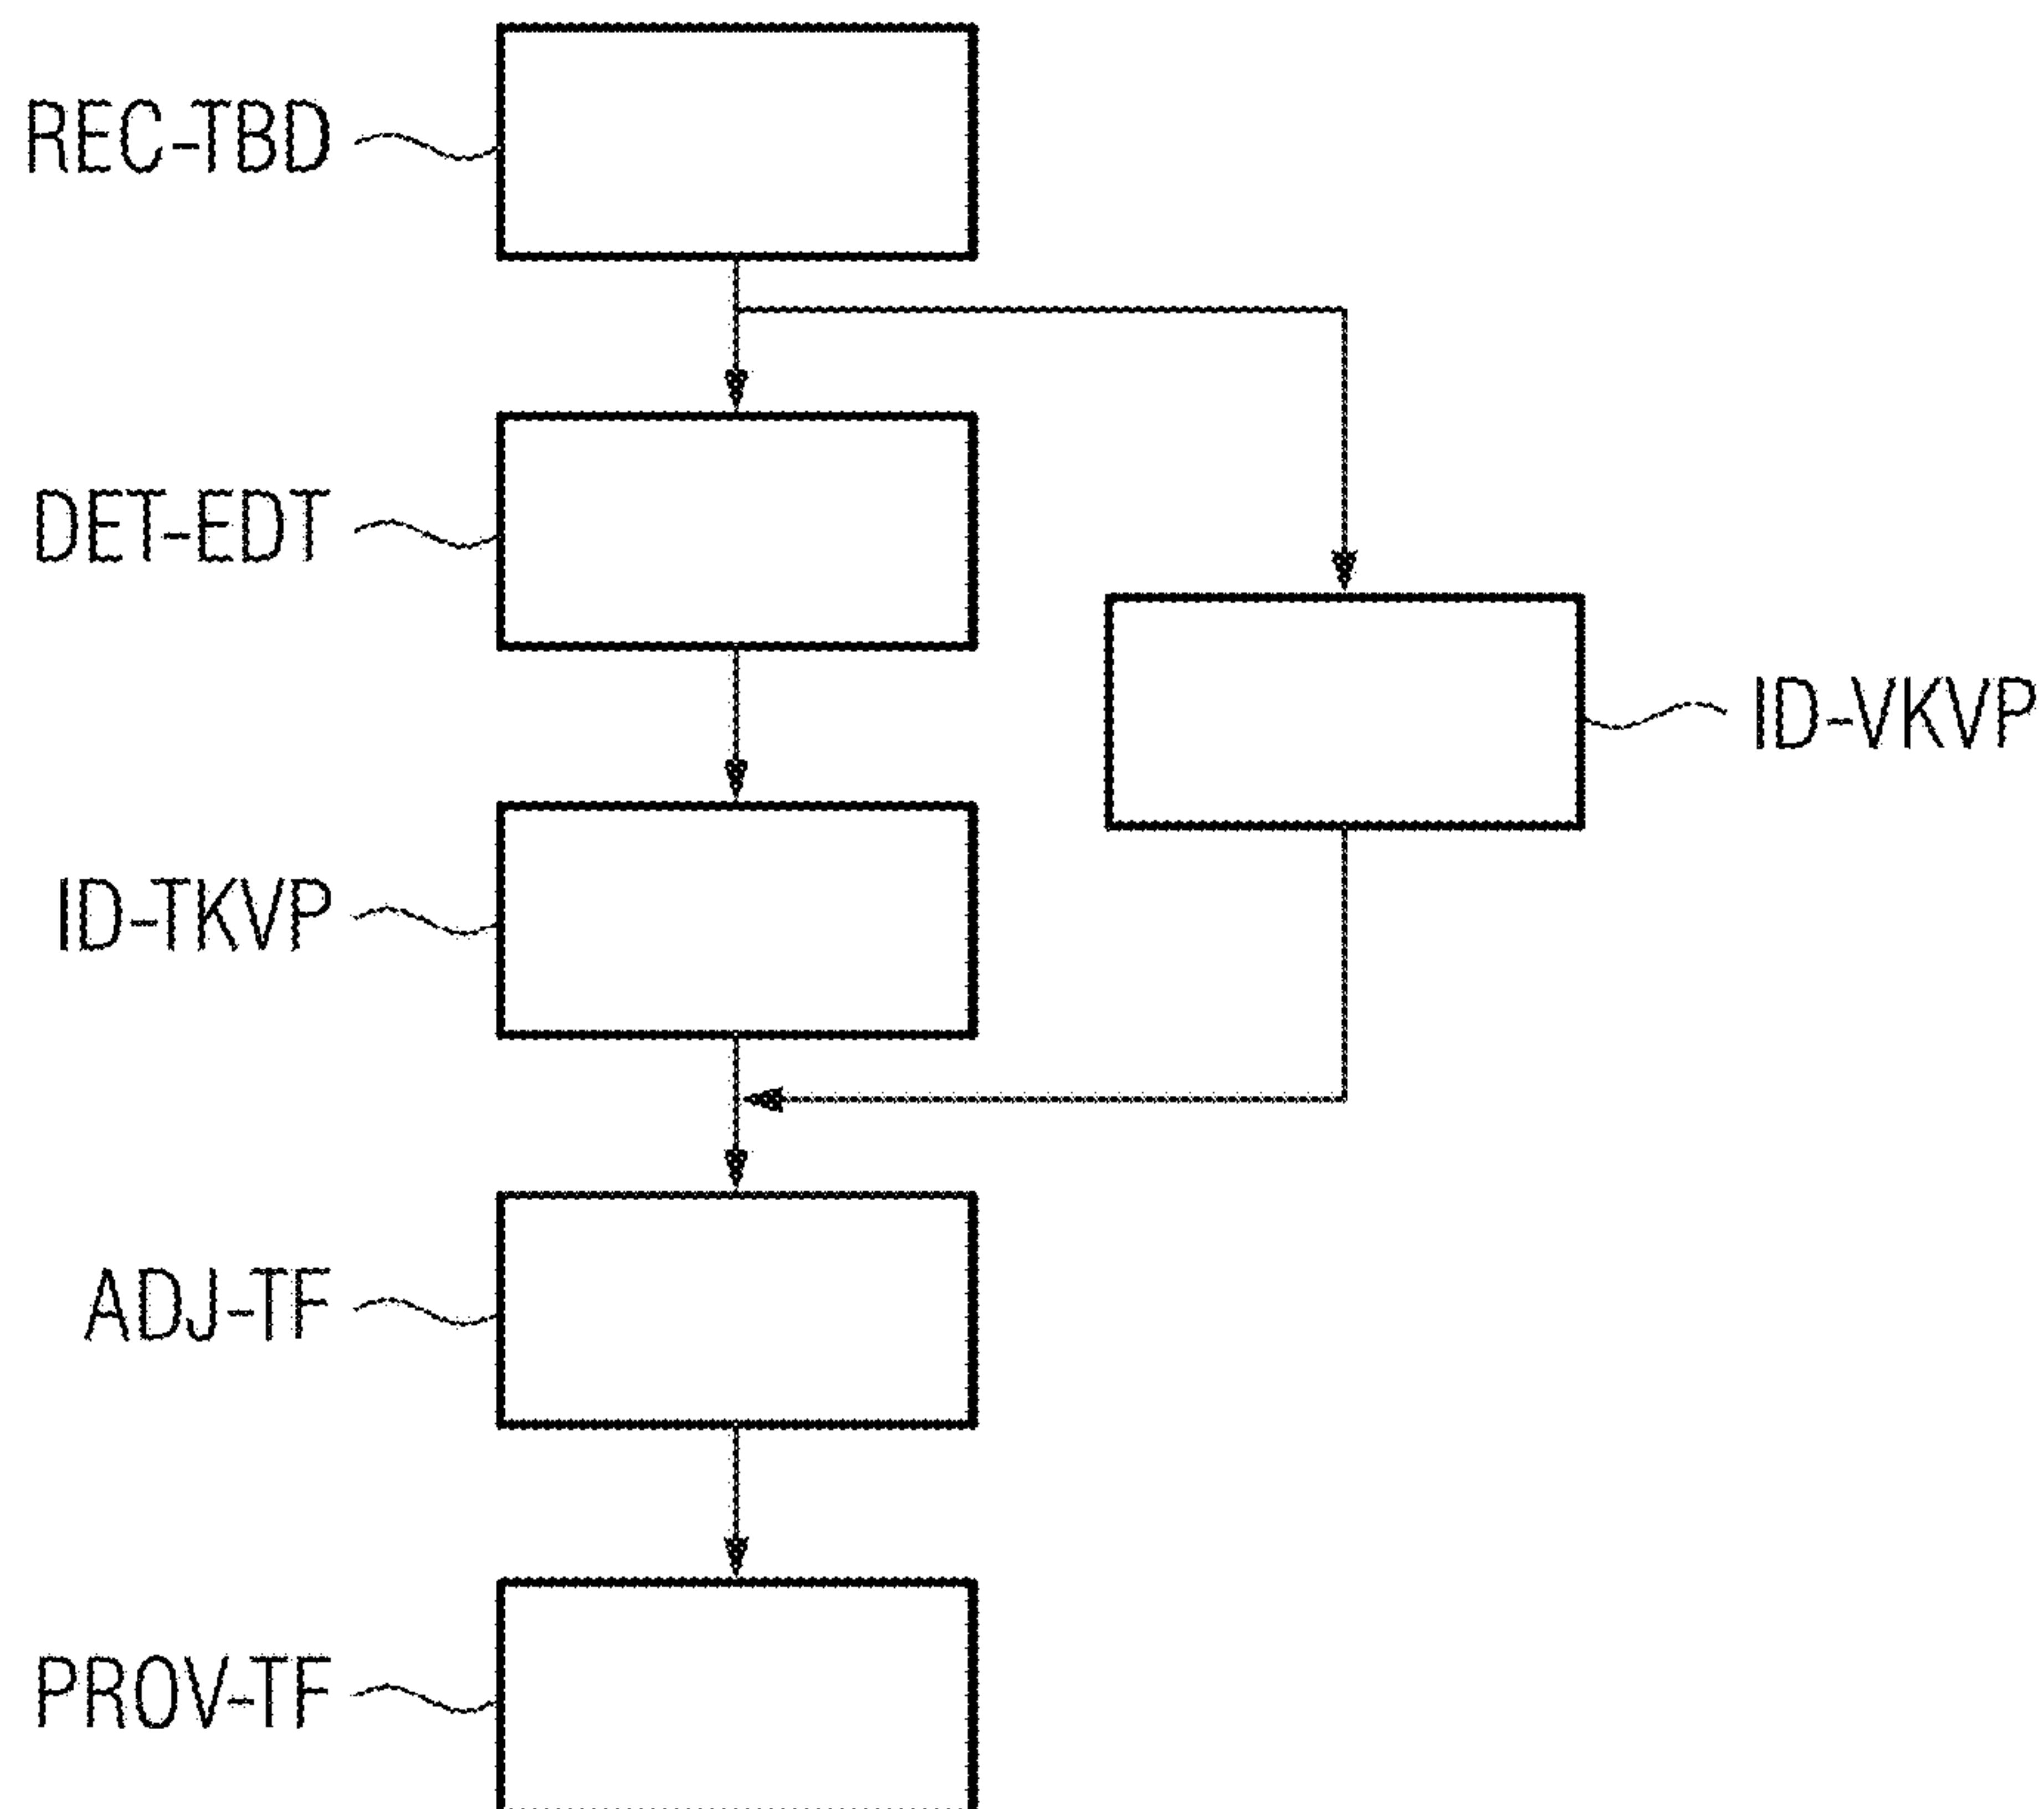 REC-TBD
DET-EDT
ID-VKVP
ID-TKVP
ADJ-TF
PROV-TF